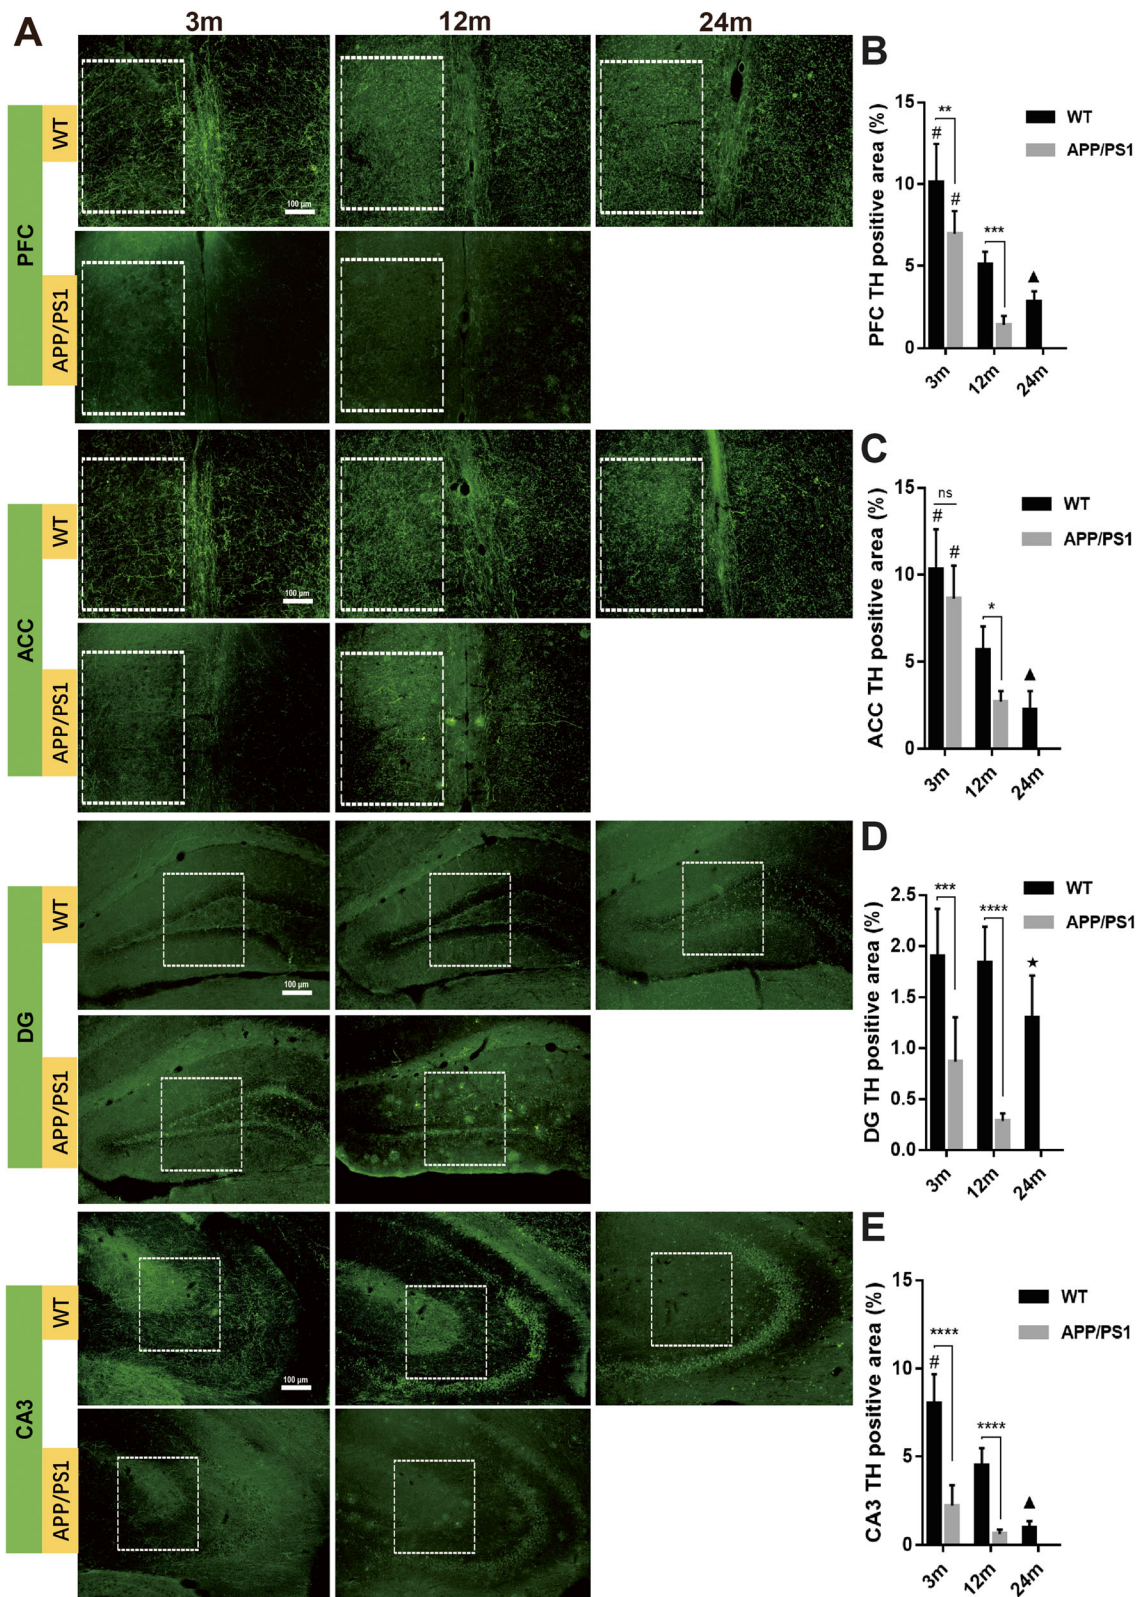 A
3m
12m
24m
PFC
WT
APP/PS1
100 µm
ACC
WT
APP/PS1
100 µm
DG
WT
APP/PS1
100 µm
CA3
WT
APP/PS1
100 µm
B
PFC TH positive area (%)
15
10
5
0
**
#
#
***
▲
WT
APP/PS1
3m
12m
24m
C
ACC TH positive area (%)
15
10
5
0
ns
#
#
*
▲
WT
APP/PS1
3m
12m
24m
D
DG TH positive area (%)
2.5
2.0
1.5
1.0
0.5
0.0
***
****
★
WT
APP/PS1
3m
12m
24m
E
CA3 TH positive area (%)
15
10
5
0
****
#
****
▲
WT
APP/PS1
3m
12m
24m